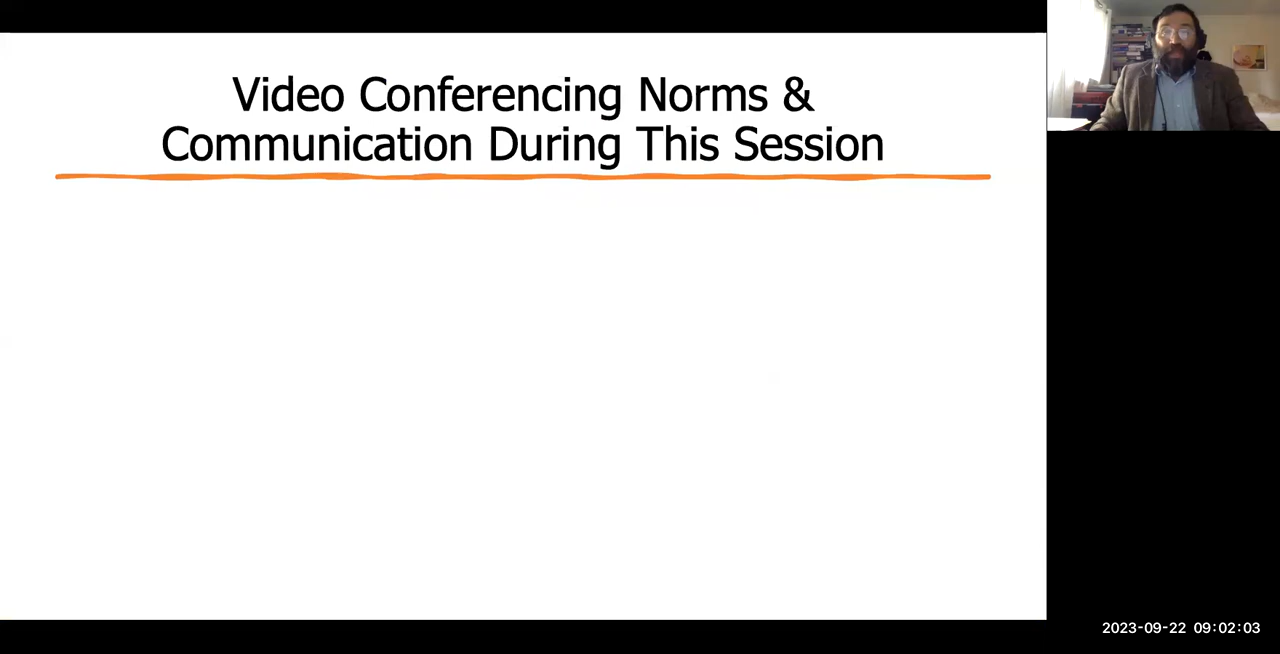 Video Conferencing Norms &
Communication During This Session
2023-09-22 09:02:03